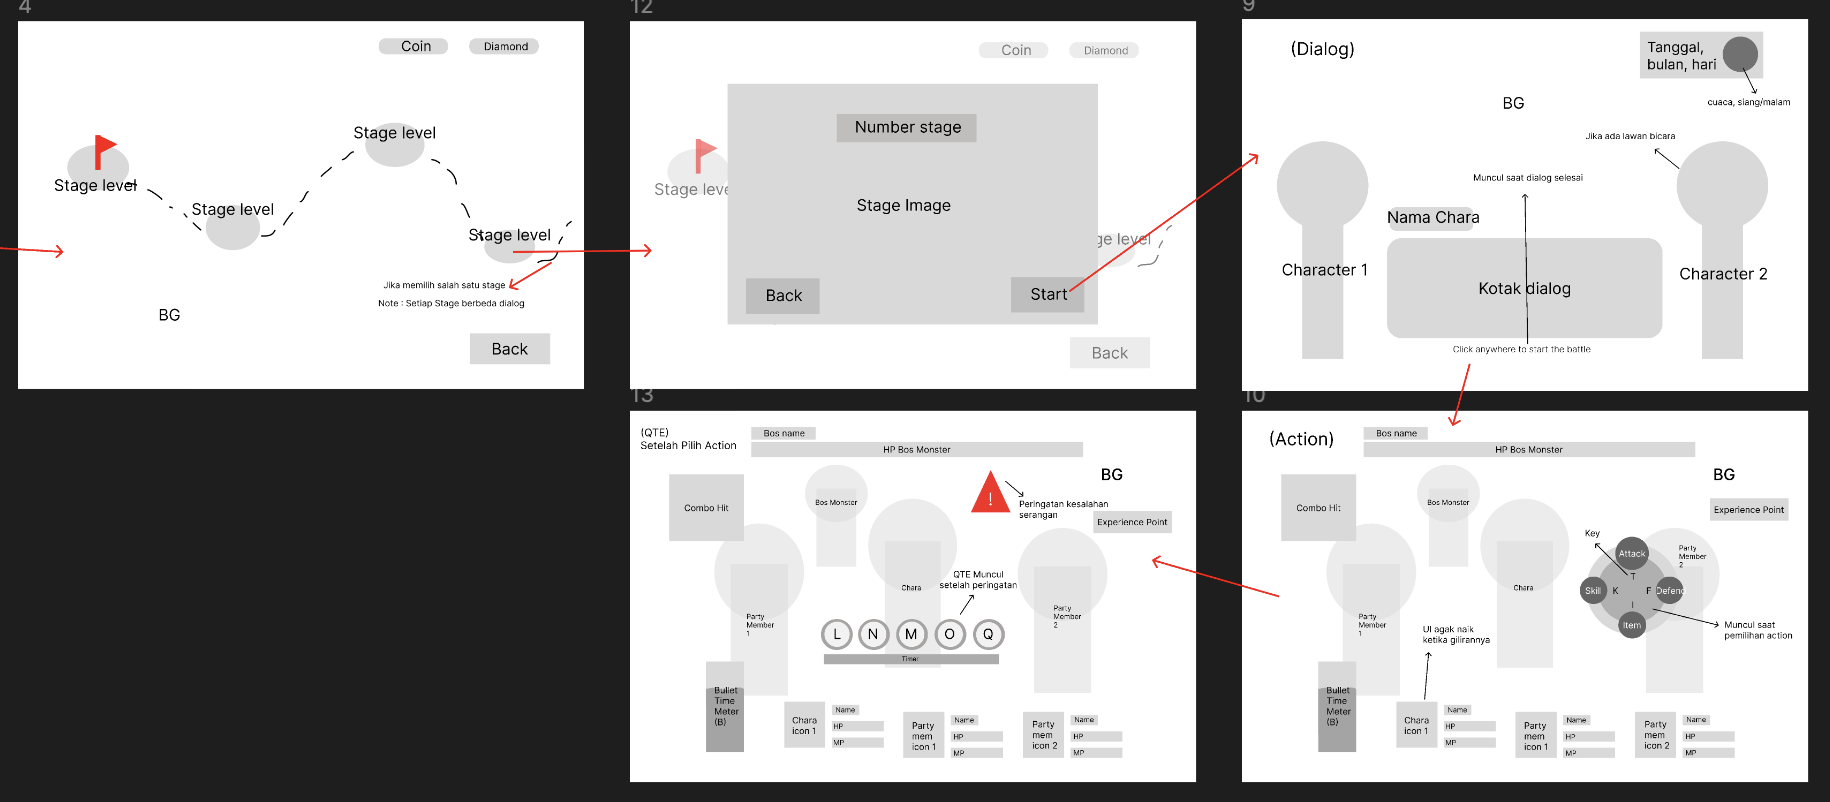 4
Coin
Diamond
Stage level
Stage level
Stage level
Stage level
Jika memilih salah satu stage
Note : Setiap Stage berbeda dialog
BG
Back
12
Coin
Diamond
Number stage
Stage leve
Stage Image
ge level
Back
Start
Back
9
(Dialog)
Tanggal,
bulan, hari
cuaca, siang/malam
BG
Jika ada lawan bicara
Muncul saat dialog selesai
Nama Chara
Character 1
Character 2
Kotak dialog
Click anywhere to start the battle
13
(QTE)
Setelah Pilih Action
Bos name
HP Bos Monster
BG
Combo Hit
Bos Monster
!
Peringatan kesalahan
serangan
Experience Point
Chara
QTE Muncul
setelah peringatan
Party
Member
1
Party
Member
2
L
N
M
O
Q
Timer
Bullet
Time
Meter
(B)
Chara
icon 1
Name
HP
MP
Party
mem
icon 1
Name
HP
MP
Party
mem
icon 2
Name
HP
MP
10
(Action)
Bos name
HP Bos Monster
BG
Combo Hit
Bos Monster
Experience Point
Key
Attack
Party
Member
2
Chara
T
Skill
K
F
Defend
I
Item
Party
Member
1
UI agak naik
ketika gilirannya
Muncul saat
pemilihan action
Bullet
Time
Meter
(B)
Chara
icon 1
Name
HP
MP
Party
mem
icon 1
Name
HP
MP
Party
mem
icon 2
Name
HP
MP